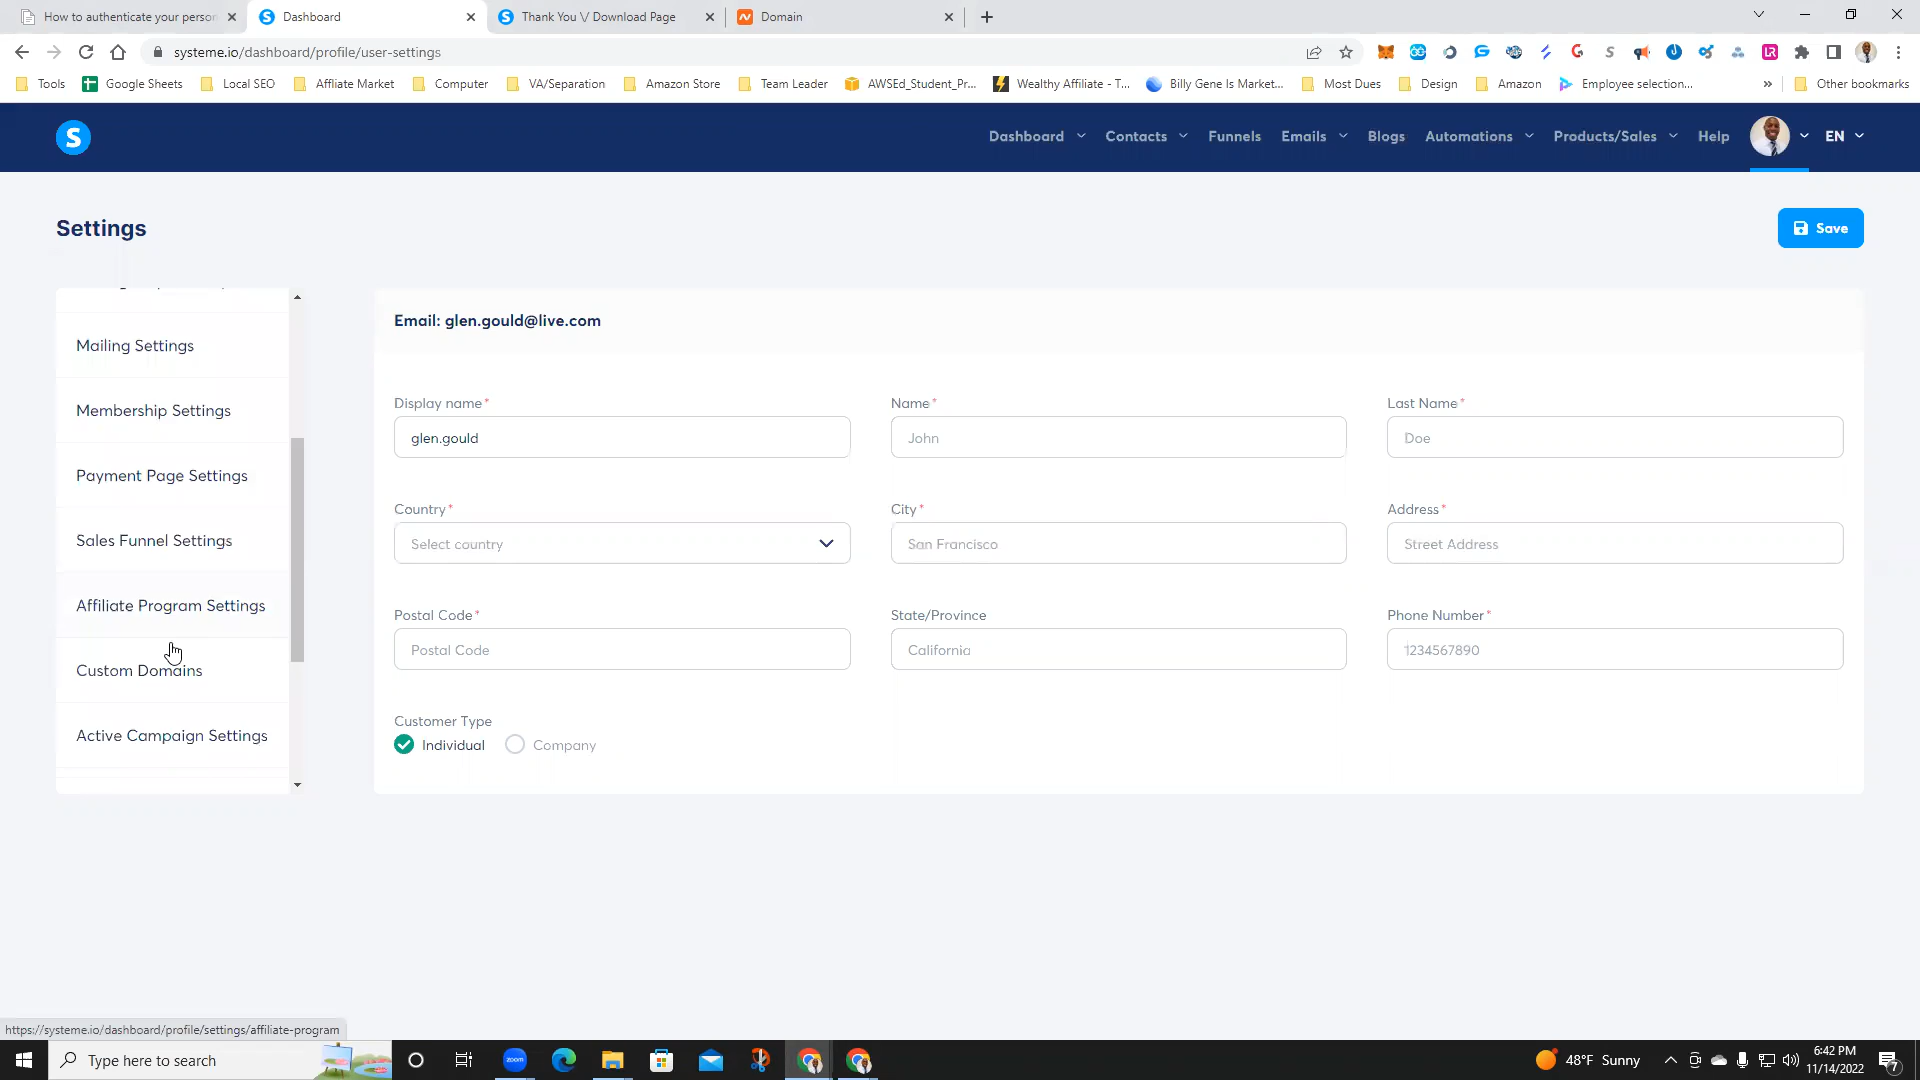 How to authenticate your person
Dashboard
Thank You \/ Download Page
Domain
systeme.io/dashboard/profile/user-settings
Tools
Google Sheets
Local SEO
Affliate Market
Computer
VA/Separation
Amazon Store
Team Leader
AWSEd_Student_Pr...
Wealthy Affiliate - T...
Billy Gene Is Market...
Most Dues
Design
Amazon
Employee selection...
»
Other bookmarks
S
Dashboard
Contacts
Funnels
Emails
Blogs
Automations
Products/Sales
Help
EN
Settings
Save
Mailing Settings
Membership Settings
Payment Page Settings
Sales Funnel Settings
Affiliate Program Settings
Custom Domains
Active Campaign Settings
Email: glen.gould@live.com
Display name*
Name*
Last Name*
glen.gould
John
Doe
Country*
City*
Address*
Select country
San Francisco
Street Address
Postal Code*
State/Province
Phone Number*
Postal Code
California
1234567890
Customer Type
Individual
Company
https://systeme.io/dashboard/profile/settings/affiliate-program
Type here to search
zoom
48°F Sunny
6:42 PM
11/14/2022
7